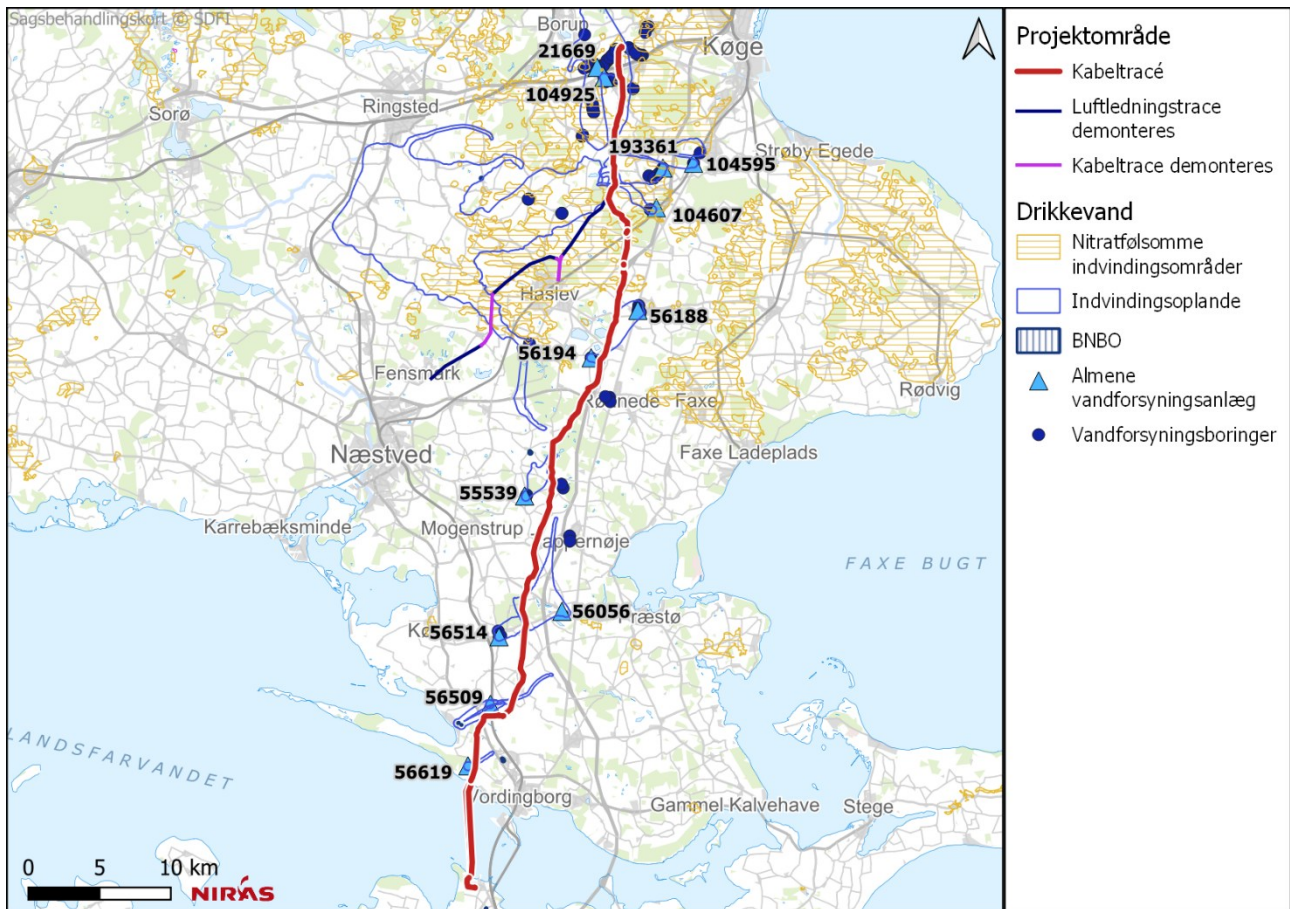 Sagsbehandlingskort © SDFI
Borup
Køge
21669
Ringsted
104925
Sorø
193361
Strøby Egede
104595
104607
Haslev
56188
56194
Fensmark
Rødvig
Faxe
Næstved
Faxe Ladeplads
55539
Karrebæksminde
Mogenstrup
FAXE BUGT
56056
56514
56509
LANDSFARVANDET
56619
Vordingborg
Gammel Kalvehave
Stege
0 5 10 km
NIRAS
Projektområde
Kabeltracé
Luftledningstrace
demonteres
Kabeltrace demonteres
Drikkevand
Nitratfølsomme
indvindingsområder
Indvindingsoplande
BNBO
Almene
vandforsyningsanlæg
Vandforsyningsboringer